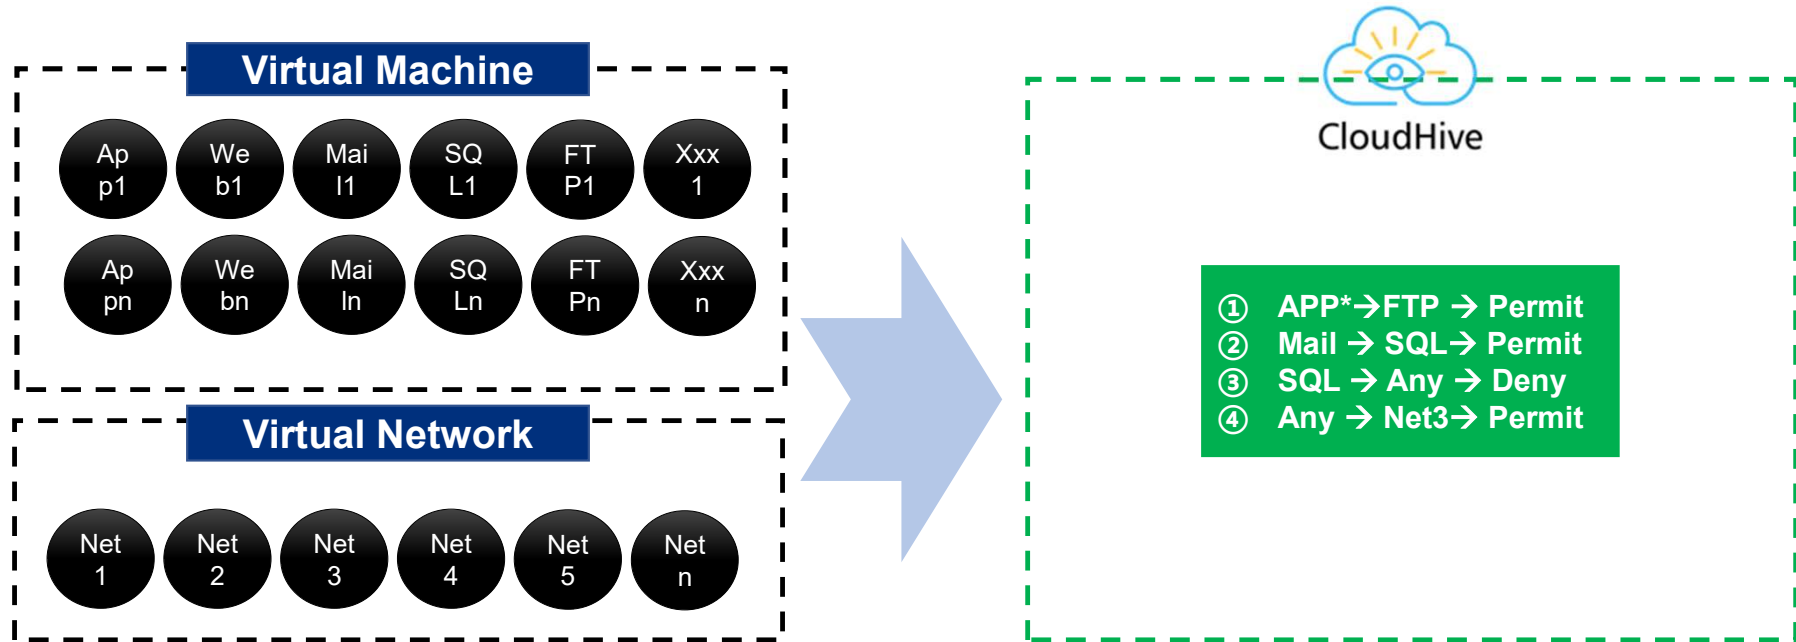 Virtual Machine
Ap
p1
We
b1
Mai
l1
SQ
L1
FT
P1
Xxx
1
Ap
pn
We
bn
Mai
ln
SQ
Ln
FT
Pn
Xxx
n
Virtual Network
Net
1
Net
2
Net
3
Net
4
Net
5
Net
n
CloudHive
① APP*→FTP → Permit
② Mail → SQL→ Permit
③ SQL → Any → Deny
④ Any → Net3→ Permit